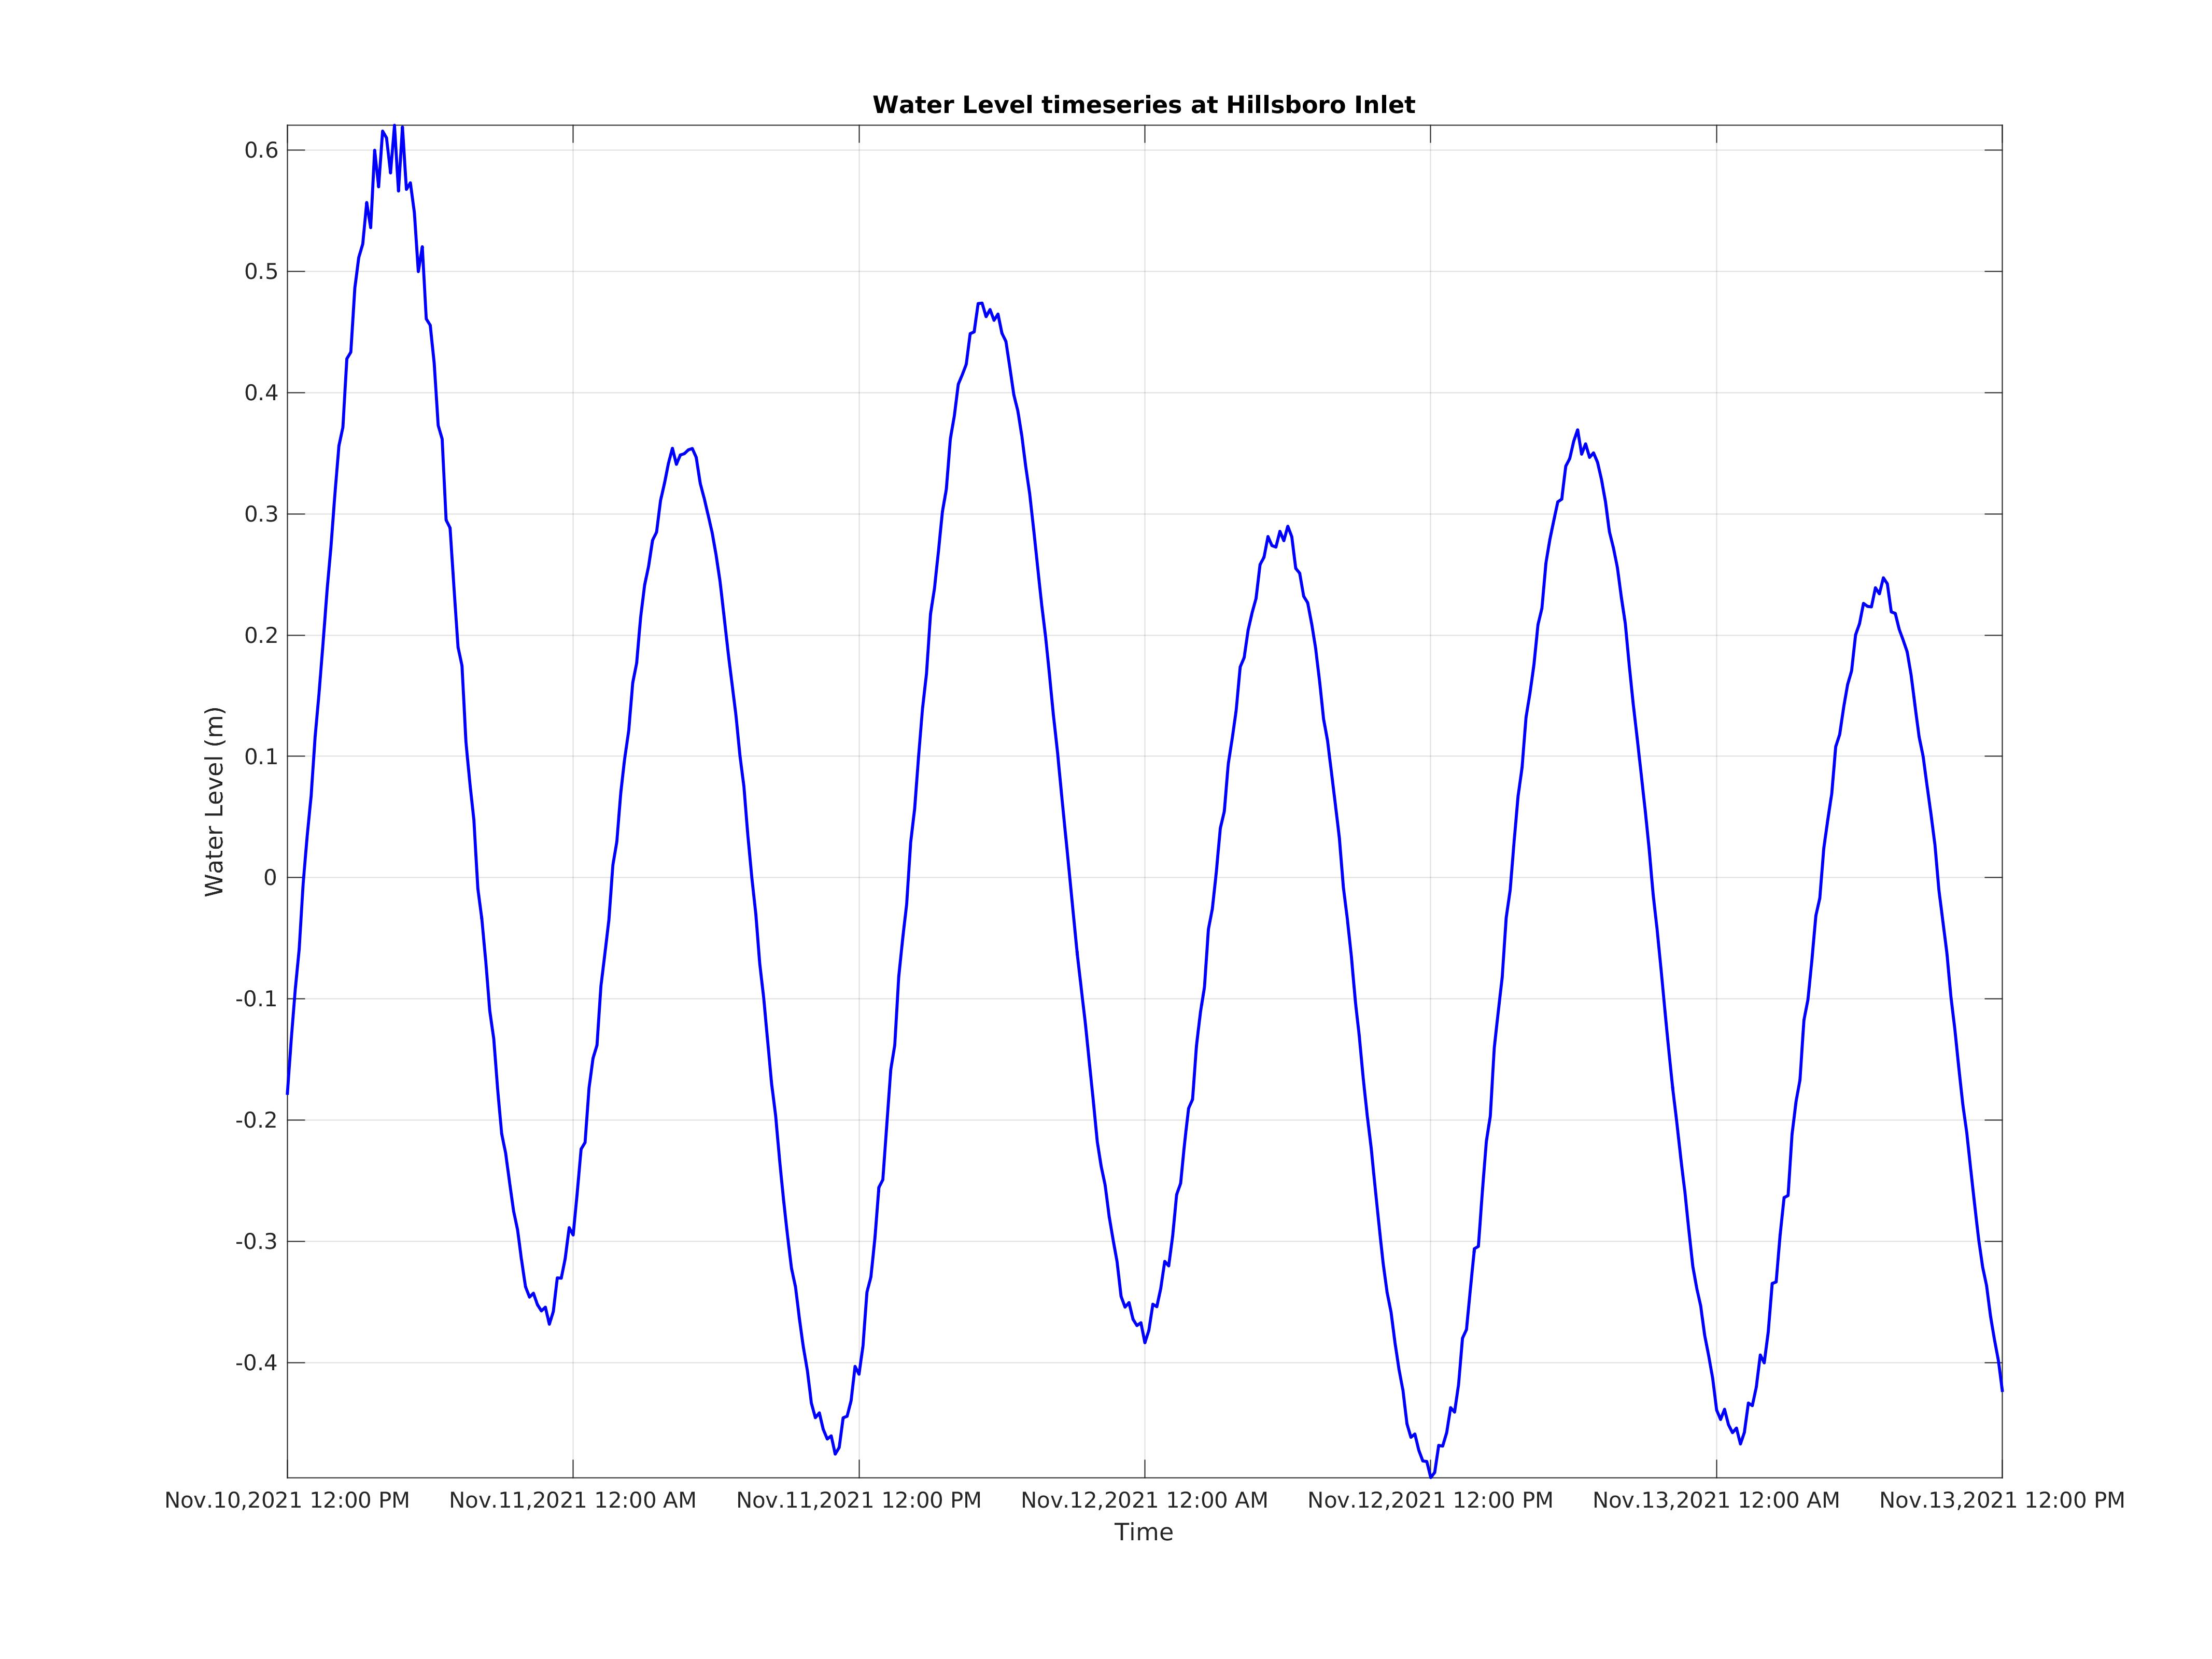 Water Level timeseries at Hillsboro Inlet
0.6
0.5
0.4
0.3
0.2
0.1
0
-0.1
-0.2
-0.3
-0.4
Water Level (m)
Nov.10,2021 12:00 PM Nov.11,2021 12:00 AM Nov.11,2021 12:00 PM Nov.12,2021 12:00 AM Nov.12,2021 12:00 PM Nov.13,2021 12:00 AM Nov.13,2021 12:00 PM
Time